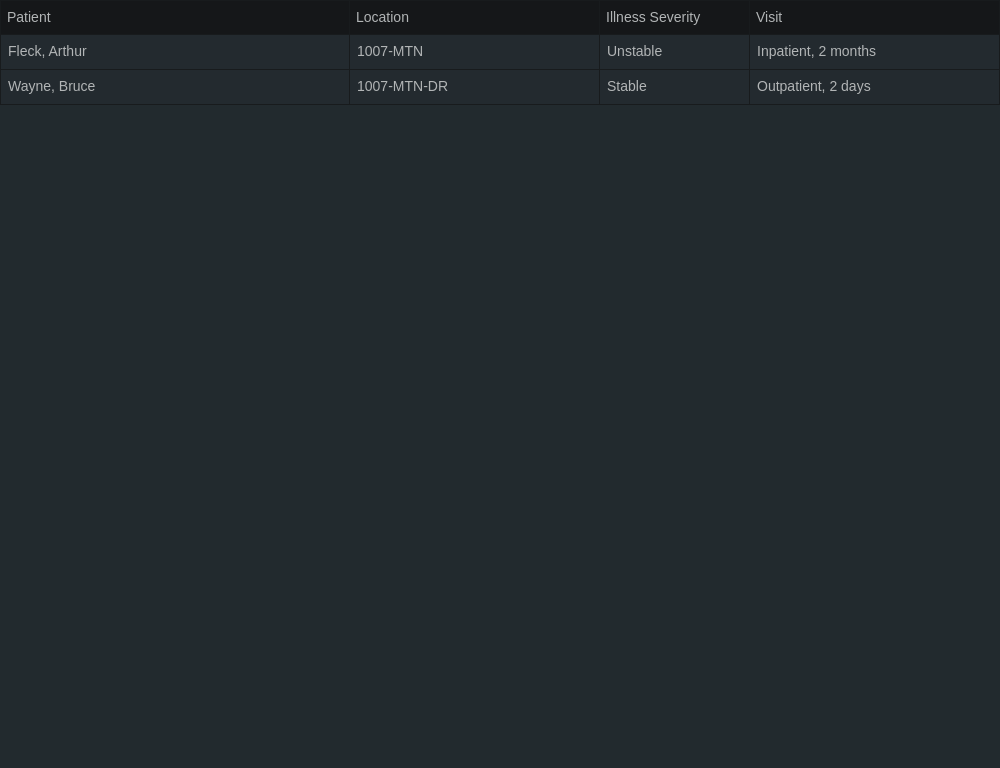 Patient Location Illness Severity Visit
Fleck, Arthur 1007-MTN Unstable Inpatient, 2 months
Wayne, Bruce 1007-MTN-DR Stable Outpatient, 2 days